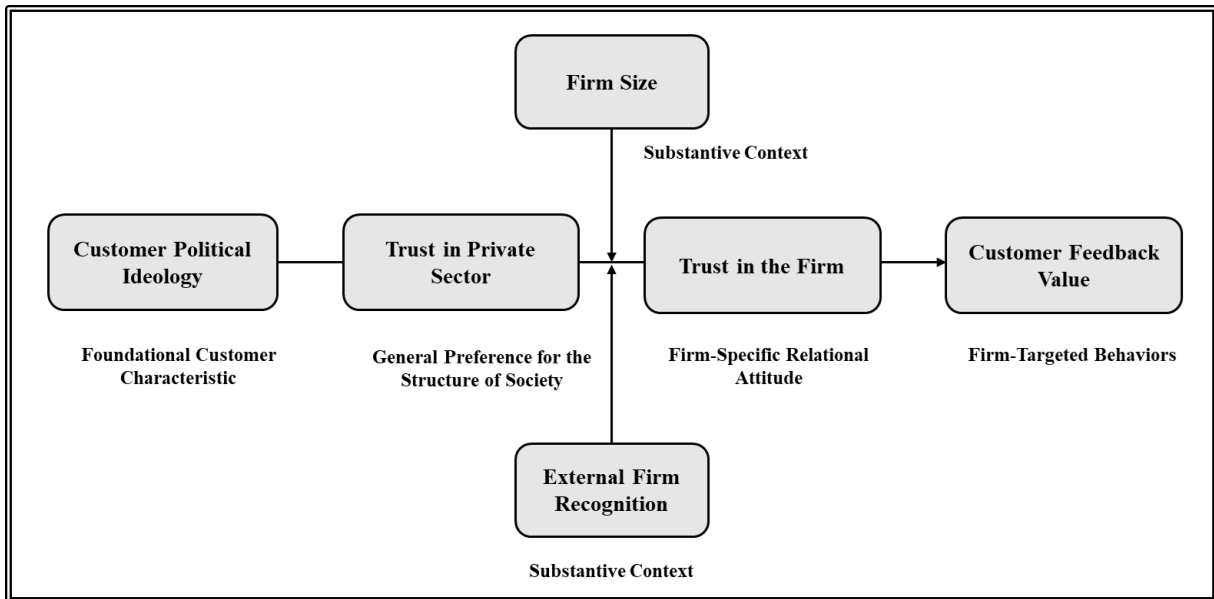 Firm Size
Substantive Context
Customer Political
Ideology
Trust in Private
Sector
Trust in the Firm
Customer Feedback
Value
Foundational Customer
Characteristic
General Preference for the
Structure of Society
Firm-Specific Relational
Attitude
Firm-Targeted Behaviors
External Firm
Recognition
Substantive Context